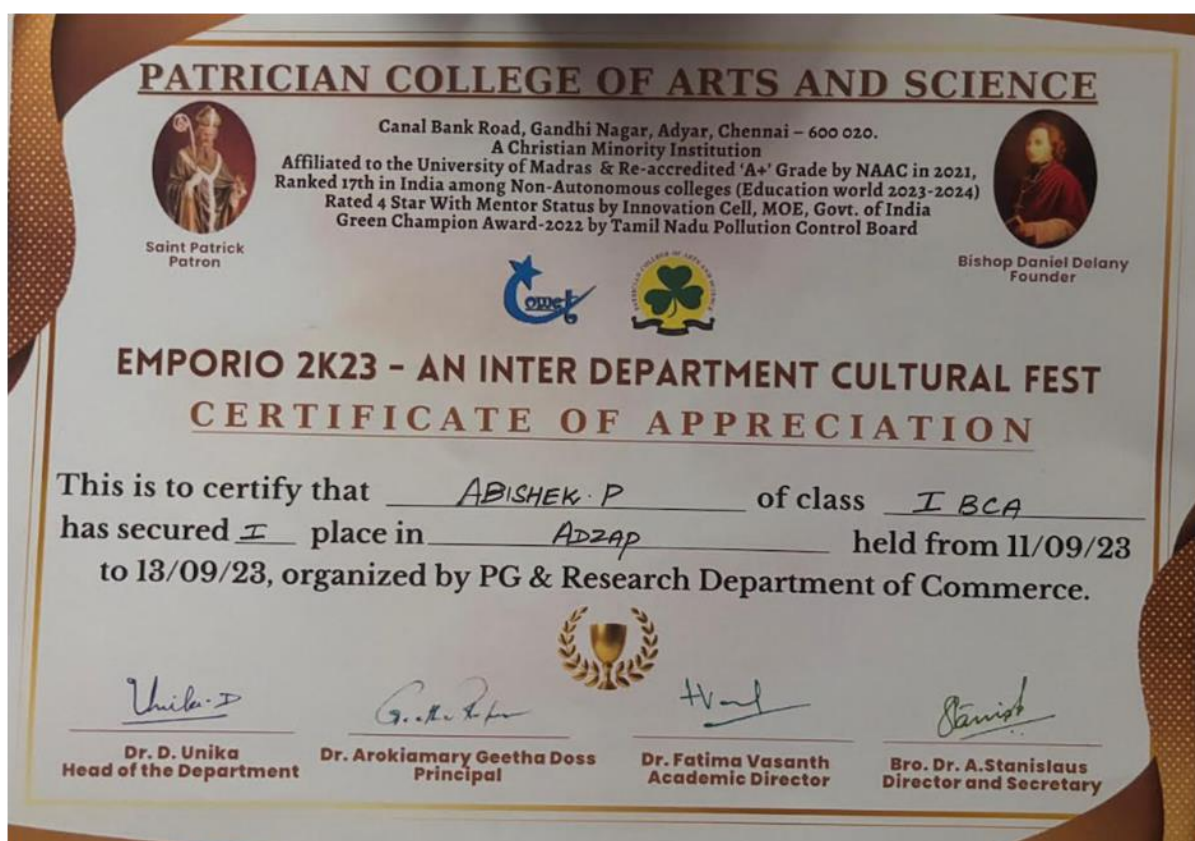 PATRICIAN COLLEGE OF ARTS AND SCIENCE
Canal Bank Road, Gandhi Nagar, Adyar, Chennai – 600 020.
A Christian Minority Institution
Affiliated to the University of Madras & Re-accredited ‘A+’ Grade by NAAC in 2021,
Ranked 17th in India among Non-Autonomous colleges (Education world 2023-2024)
Rated 4 Star With Mentor Status by Innovation Cell, MOE, Govt. of India
Green Champion Award-2022 by Tamil Nadu Pollution Control Board
Saint Patrick
Patron
Bishop Daniel Delany
Founder
Comet
PATRICIAN COLLEGE OF ARTS AND SCIENCE
EMPORIO 2K23 – AN INTER DEPARTMENT CULTURAL FEST
CERTIFICATE OF APPRECIATION
This is to certify that ABISHEK. P of class I BCA
has secured I place in ADZAP held from 11/09/23
to 13/09/23, organized by PG & Research Department of Commerce.
Unika. D
Dr. D. Unika
Head of the Department
Dr. Arokiamary Geetha Doss
Principal
Dr. Fatima Vasanth
Academic Director
Bro. Dr. A.Stanislaus
Director and Secretary